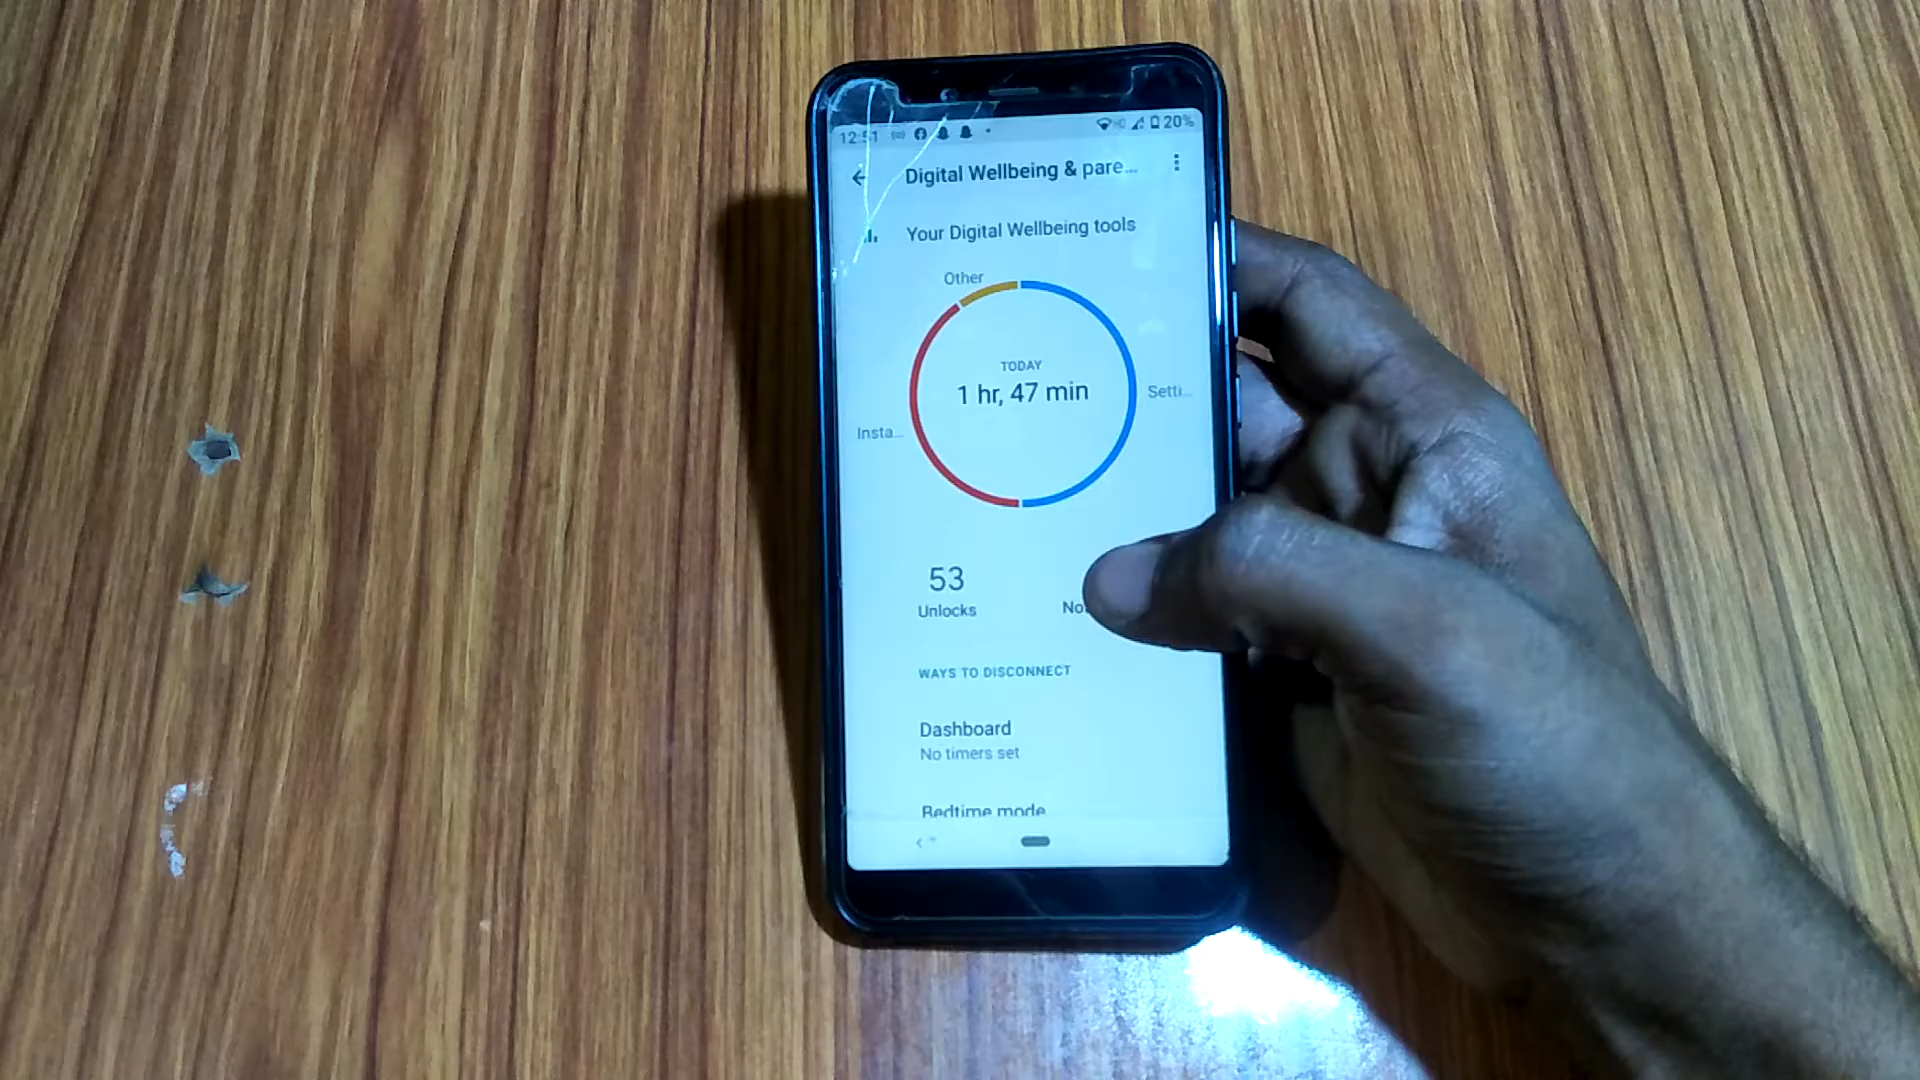 12:51 20%
Digital Wellbeing & pare...
Your Digital Wellbeing tools
Other
TODAY
1 hr, 47 min
Setti...
Insta...
53
Unlocks
No
WAYS TO DISCONNECT
Dashboard
No timers set
Bedtime mode